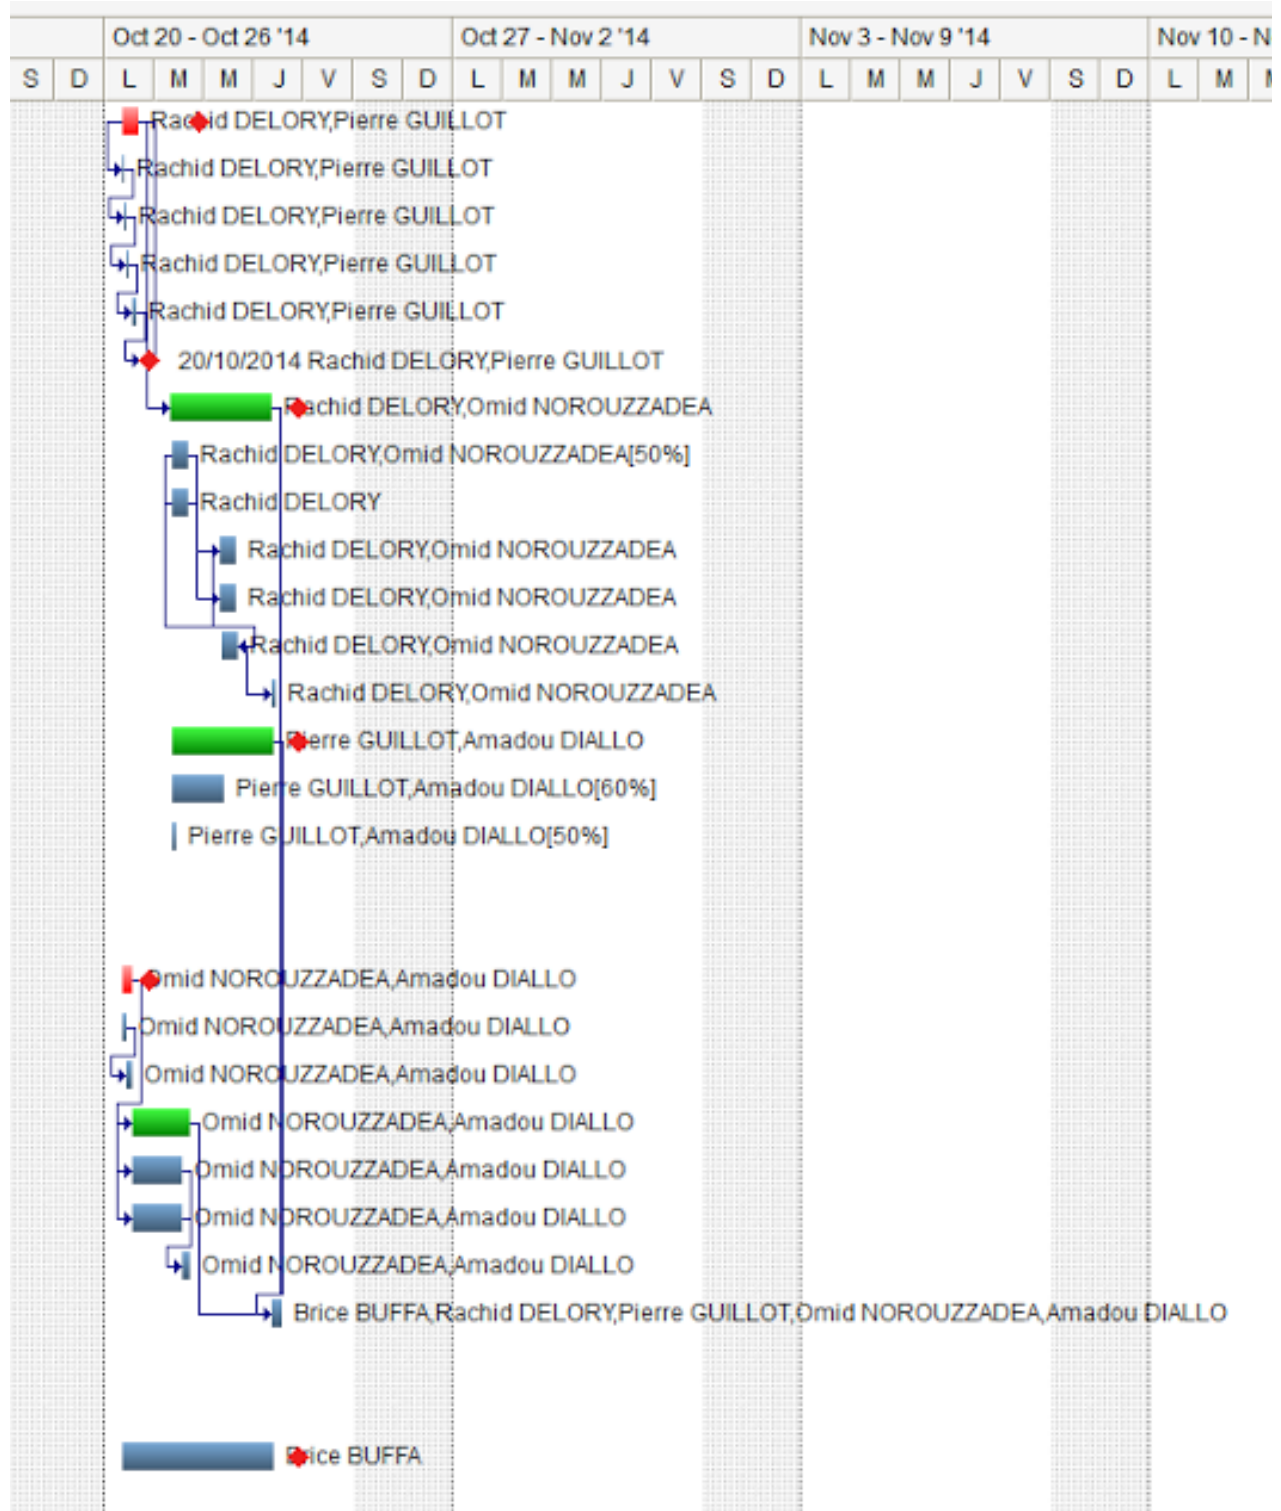 Oct 20 - Oct 26 '14 Oct 27 - Nov 2 '14 Nov 3 - Nov 9 '14 Nov 10 - N
S D L M M J V S D L M M J V S D L M M J V S D L M M
Rachid DELORY,Pierre GUILLOT
Rachid DELORY,Pierre GUILLOT
Rachid DELORY,Pierre GUILLOT
Rachid DELORY,Pierre GUILLOT
Rachid DELORY,Pierre GUILLOT
20/10/2014 Rachid DELORY,Pierre GUILLOT
Rachid DELORY,Omid NOROUZZADEA
Rachid DELORY,Omid NOROUZZADEA[50%]
Rachid DELORY
Rachid DELORY,Omid NOROUZZADEA
Rachid DELORY,Omid NOROUZZADEA
Rachid DELORY,Omid NOROUZZADEA
Rachid DELORY,Omid NOROUZZADEA
Pierre GUILLOT,Amadou DIALLO
Pierre GUILLOT,Amadou DIALLO[60%]
Pierre GUILLOT,Amadou DIALLO[50%]
Omid NOROUZZADEA,Amadou DIALLO
Omid NOROUZZADEA,Amadou DIALLO
Omid NOROUZZADEA,Amadou DIALLO
Omid NOROUZZADEA,Amadou DIALLO
Omid NOROUZZADEA,Amadou DIALLO
Omid NOROUZZADEA,Amadou DIALLO
Omid NOROUZZADEA,Amadou DIALLO
Brice BUFFA,Rachid DELORY,Pierre GUILLOT,Omid NOROUZZADEA,Amadou DIALLO
Brice BUFFA